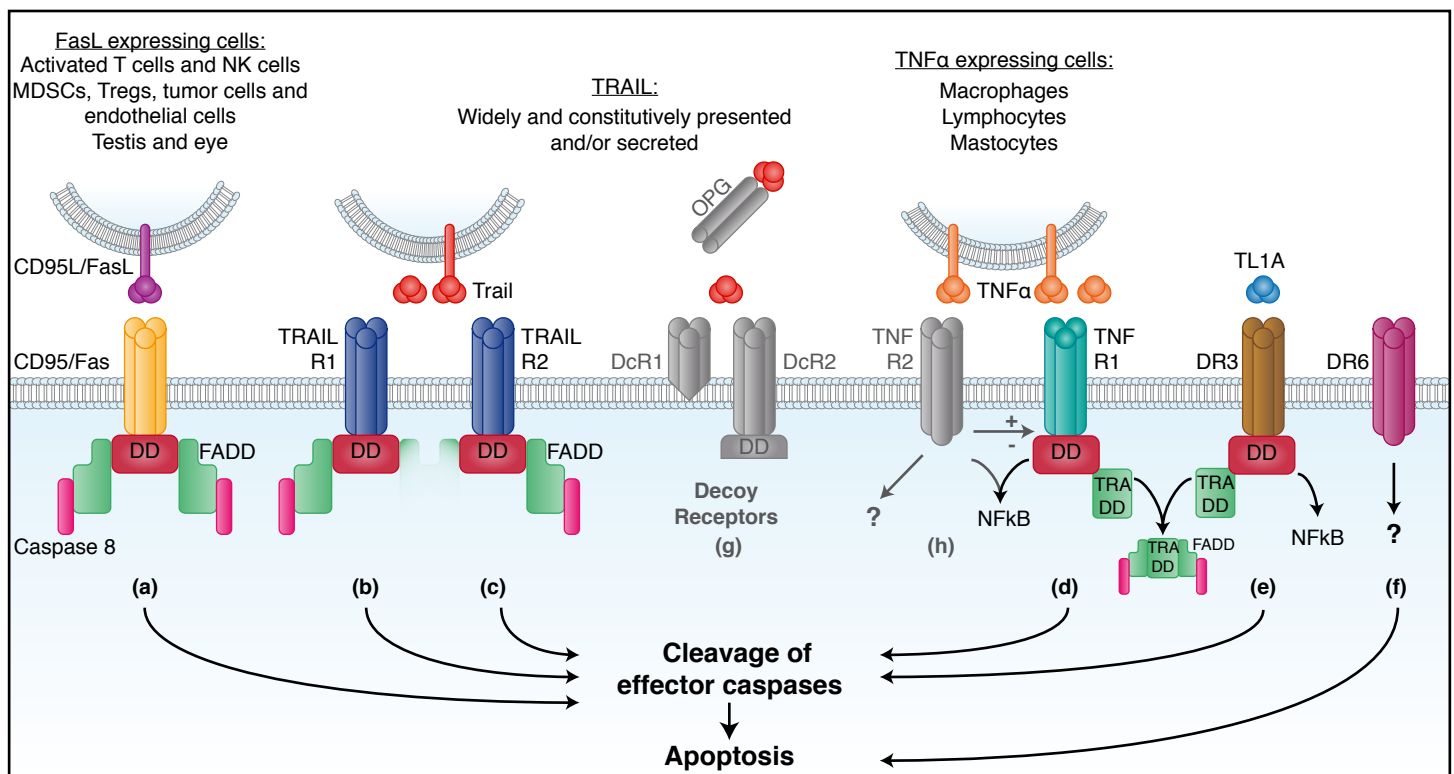 FasL expressing cells:
Activated T cells and NK cells
MDSCs, Tregs, tumor cells and
endothelial cells
Testis and eye
TRAIL:
Widely and constitutively presented
and/or secreted
TNFα expressing cells:
Macrophages
Lymphocytes
Mastocytes
OPG
CD95L/FasL
Trail
TNFα
TL1A
CD95/Fas
TRAIL
R1
TRAIL
R2
DcR1
DcR2
TNF
R2
TNF
R1
DR3
DR6
DD
FADD
DD
DD
FADD
DD
+
-
DD
DD
TRA
DD
TRA
DD
Decoy
Receptors
?
NFkB
NFkB
?
Caspase 8
TRA
DD
FADD
(g)
(h)
(a)
(b)
(c)
(d)
(e)
(f)
Cleavage of
effector caspases
Apoptosis